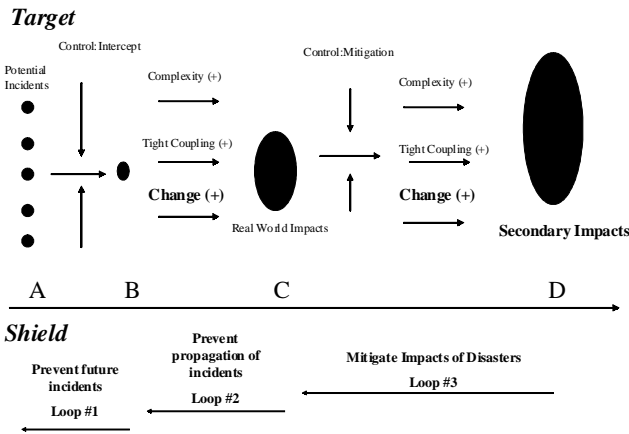 Target
Control:Intercept
Control:Mitigation
Potential
Incidents
Complexity (+)
Complexity (+)
Tight Coupling (+)
Tight Coupling (+)
Change (+)
Change (+)
Real World Impacts
Secondary Impacts
A
B
C
D
Shield
Prevent future
incidents
Loop #1
Prevent
propagation of
incidents
Loop #2
Mitigate Impacts of Disasters
Loop #3